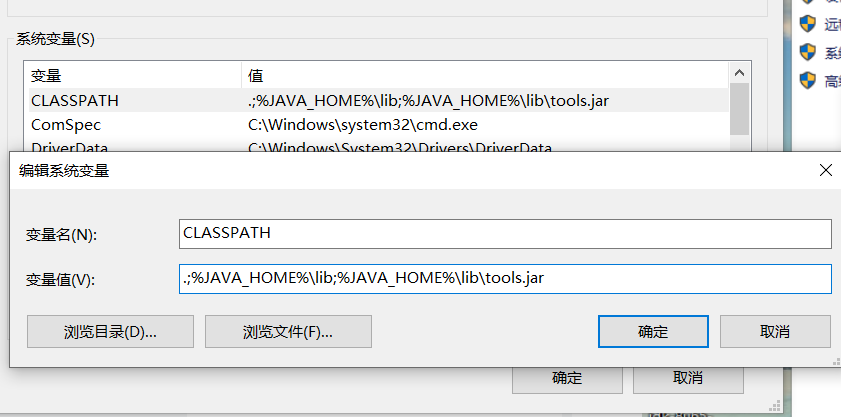 系统变量(S)
变量 值
CLASSPATH .;%JAVA_HOME%\lib;%JAVA_HOME%\lib\tools.jar
ComSpec C:\Windows\system32\cmd.exe
DriverData C:\Windows\System32\Drivers\DriverData
编辑系统变量
变量名(N): CLASSPATH
变量值(V): .;%JAVA_HOME%\lib;%JAVA_HOME%\lib\tools.jar
浏览目录(D)... 浏览文件(F)... 确定 取消
确定 取消
远程
系统
高级